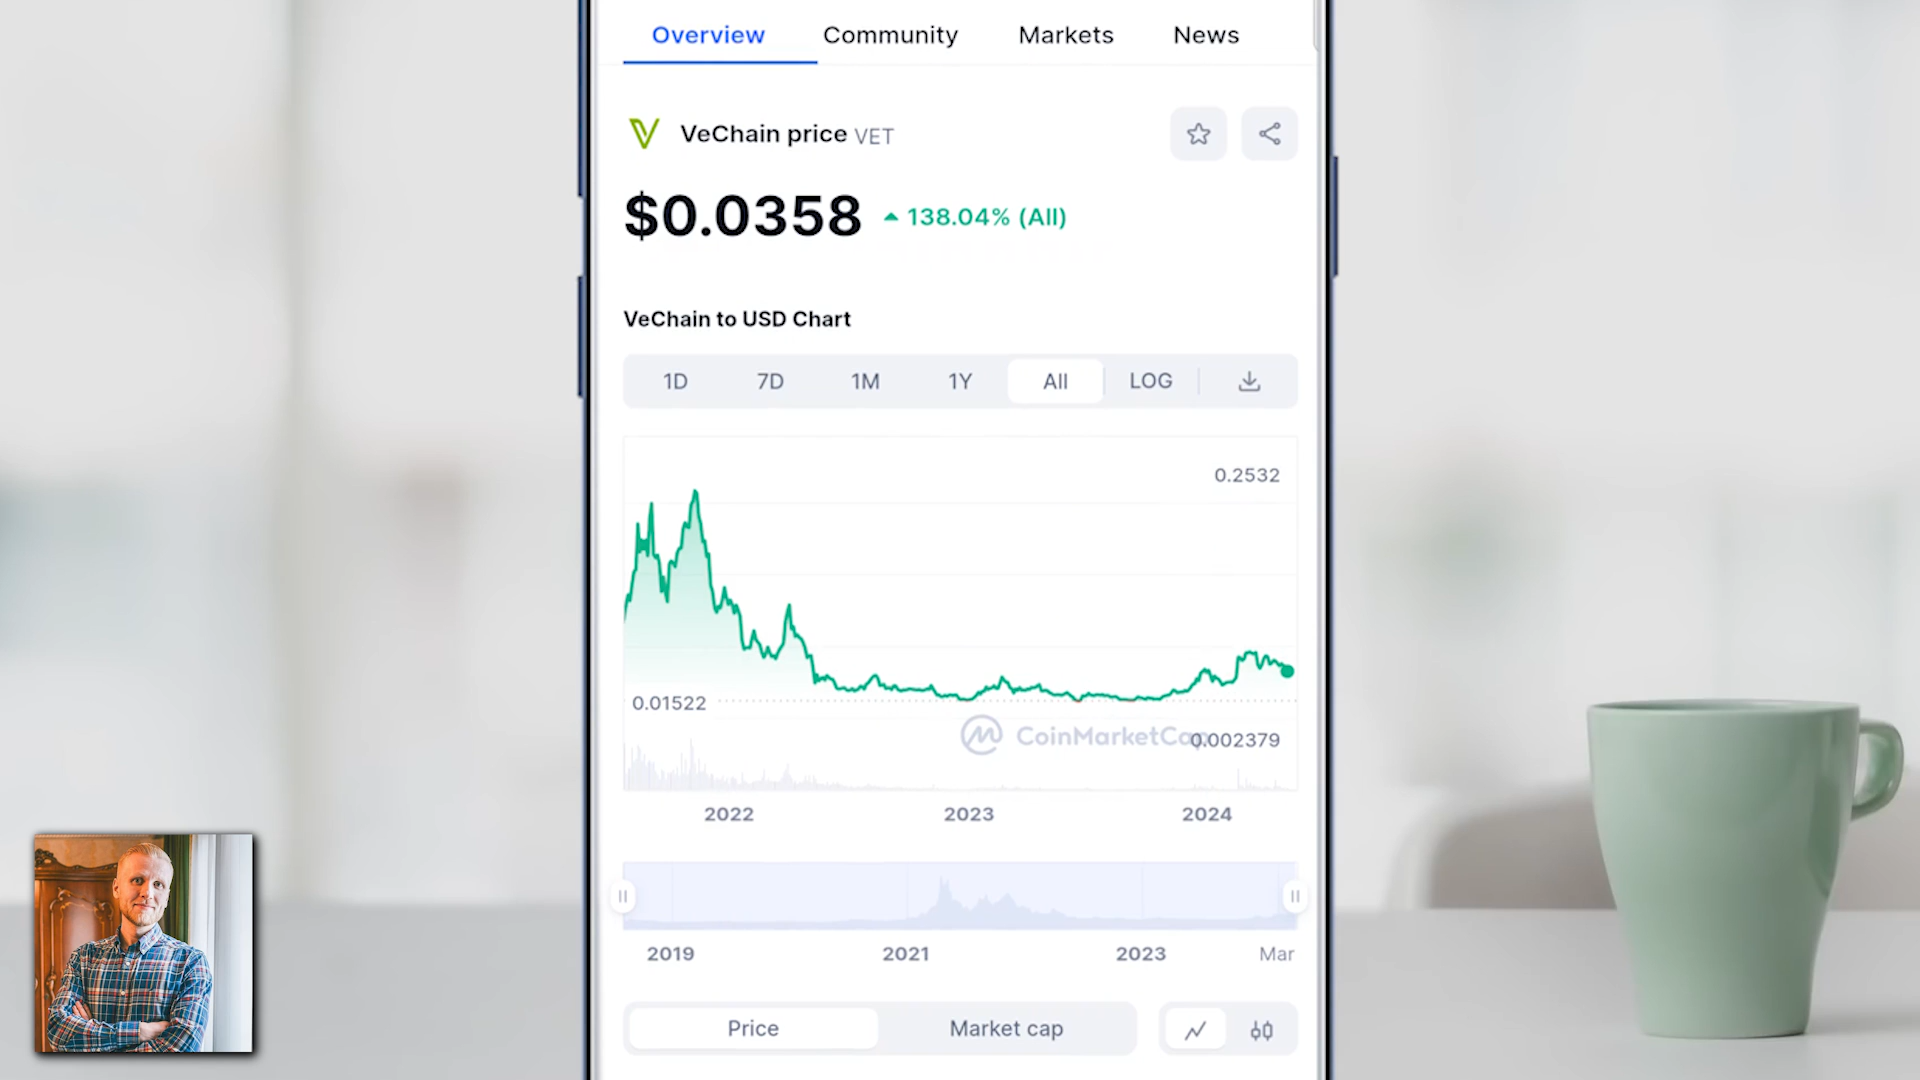 Overview Community Markets News
VeChain price VET
$0.0358 138.04% (All)
VeChain to USD Chart
1D 7D 1M 1Y All LOG
0.2532
0.01522
CoinMarketCap
0.002379
2022 2023 2024
2019 2021 2023 Mar
Price Market cap